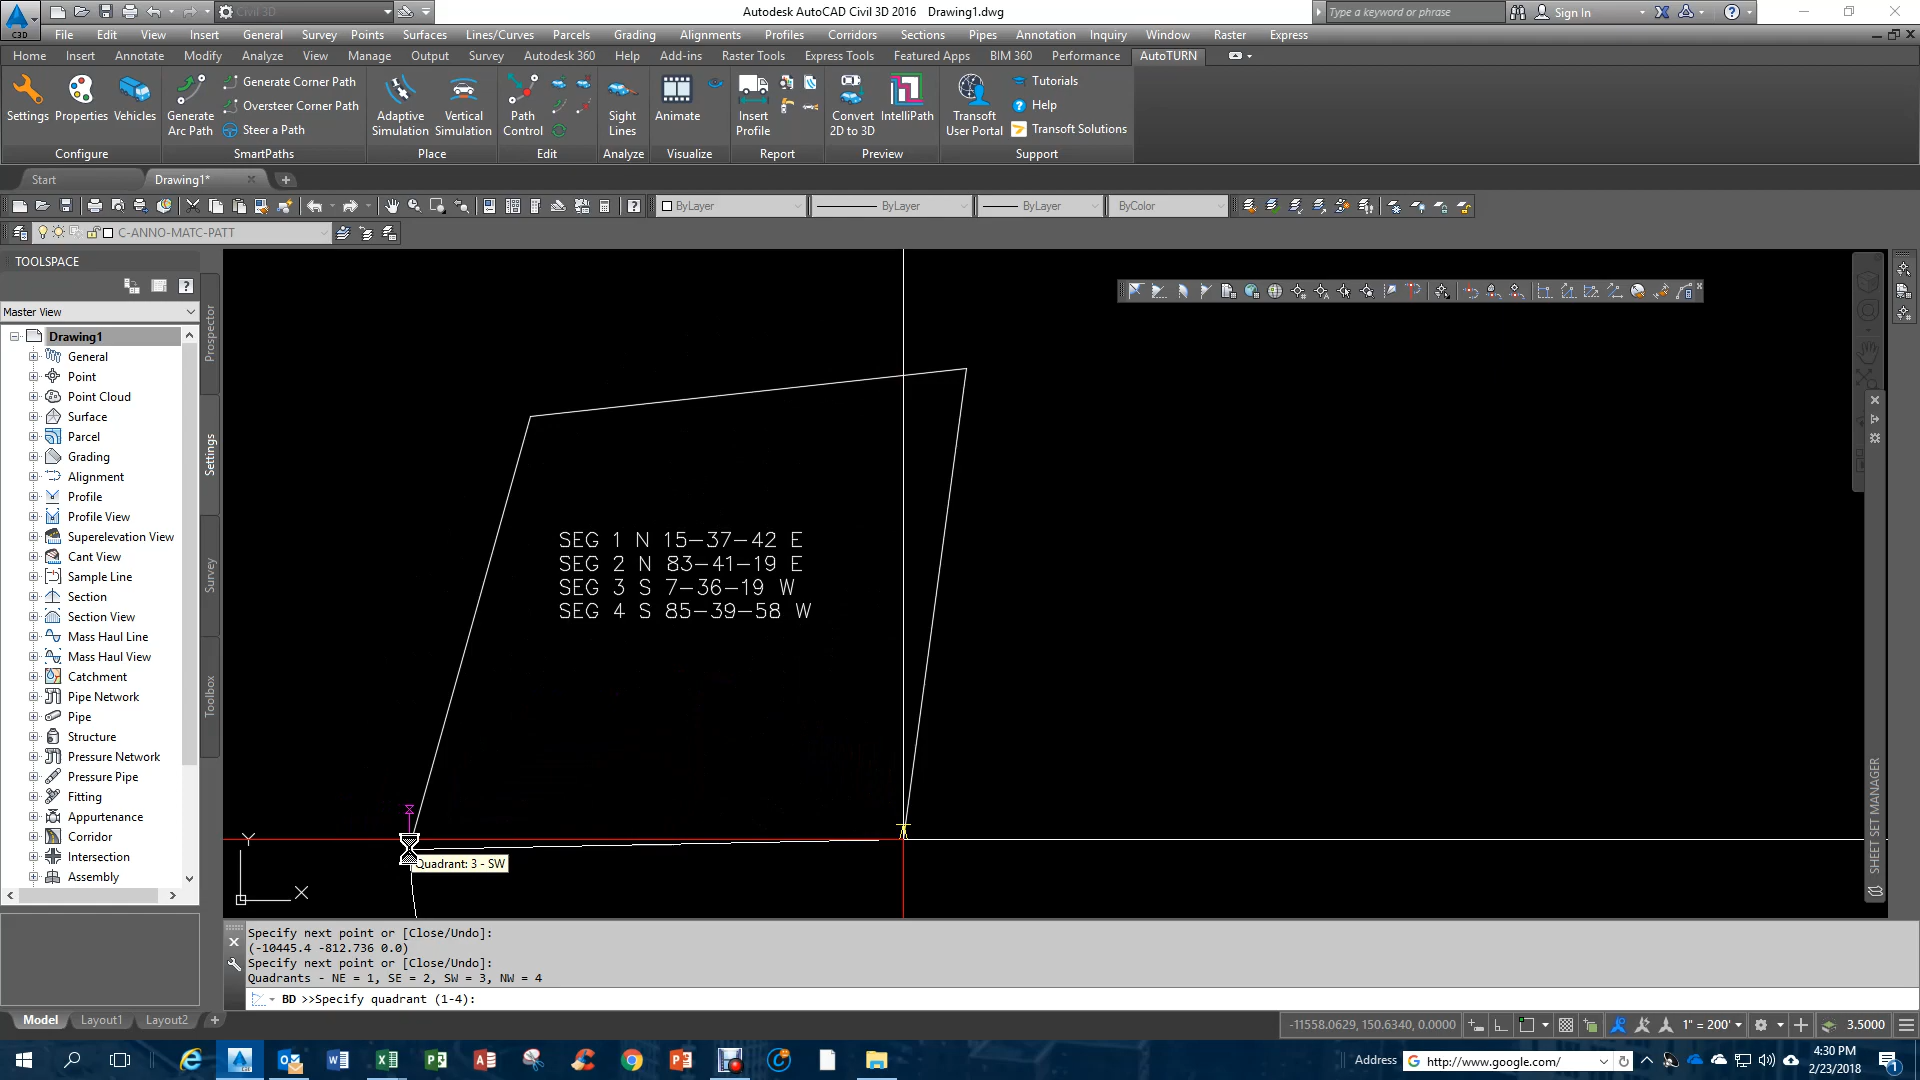 Civil 3D
Autodesk AutoCAD Civil 3D 2016 Drawing1.dwg
Type a keyword or phrase
Sign In
C3D
File Edit View Insert General Survey Points Surfaces Lines/Curves Parcels Grading Alignments Profiles Corridors Sections Pipes Annotation Inquiry Window Raster Express
Home Insert Annotate Modify Analyze View Manage Output Survey Autodesk 360 Help Add-ins Raster Tools Express Tools Featured Apps BIM 360 Performance AutoTURN
Settings
Properties
Vehicles
Configure
Generate
Arc Path
Generate Corner Path
Oversteer Corner Path
Steer a Path
SmartPaths
Adaptive
Simulation
Vertical
Simulation
Place
Path
Control
Edit
Sight
Lines
Analyze
Animate
Visualize
Insert
Profile
Report
Convert
2D to 3D
IntelliPath
Preview
Transoft
User Portal
Tutorials
Help
Transoft Solutions
Support
Start
Drawing1*
ByLayer
ByLayer
ByLayer
ByColor
C-ANNO-MATC-PATT
TOOLSPACE
Master View
Drawing1
General
Point
Point Cloud
Surface
Parcel
Grading
Alignment
Profile
Profile View
Superelevation View
Cant View
Sample Line
Section
Section View
Mass Haul Line
Mass Haul View
Catchment
Pipe Network
Pipe
Structure
Pressure Network
Pressure Pipe
Fitting
Appurtenance
Corridor
Intersection
Assembly
Prospector
Settings
Survey
Toolbox
SEG 1 N 15-37-42 E
SEG 2 N 83-41-19 E
SEG 3 S 7-36-19 W
SEG 4 S 85-39-58 W
Quadrant: 3 - SW
Y
X
SHEET SET MANAGER
Specify next point or [Close/Undo]:
(-10445.4 -812.736 0.0)
Specify next point or [Close/Undo]:
Quadrants - NE = 1, SE = 2, SW = 3, NW = 4
BD >>Specify quadrant (1-4):
Model Layout1 Layout2
-11558.0629, 150.6340, 0.0000
1" = 200'
3.5000
Address
http://www.google.com/
4:30 PM
2/23/2018
1